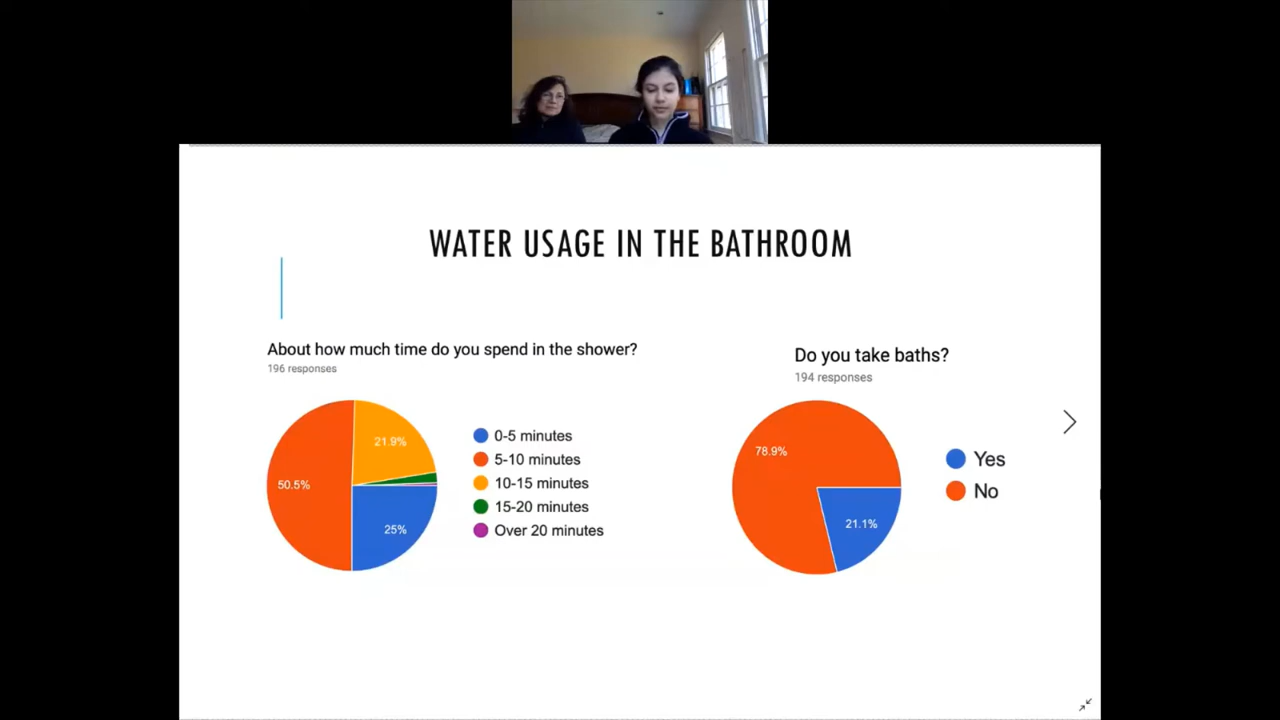 WATER USAGE IN THE BATHROOM
About how much time do you spend in the shower?
196 responses
21.9%
50.5%
25%
0-5 minutes
5-10 minutes
10-15 minutes
15-20 minutes
Over 20 minutes
Do you take baths?
194 responses
78.9%
21.1%
Yes
No